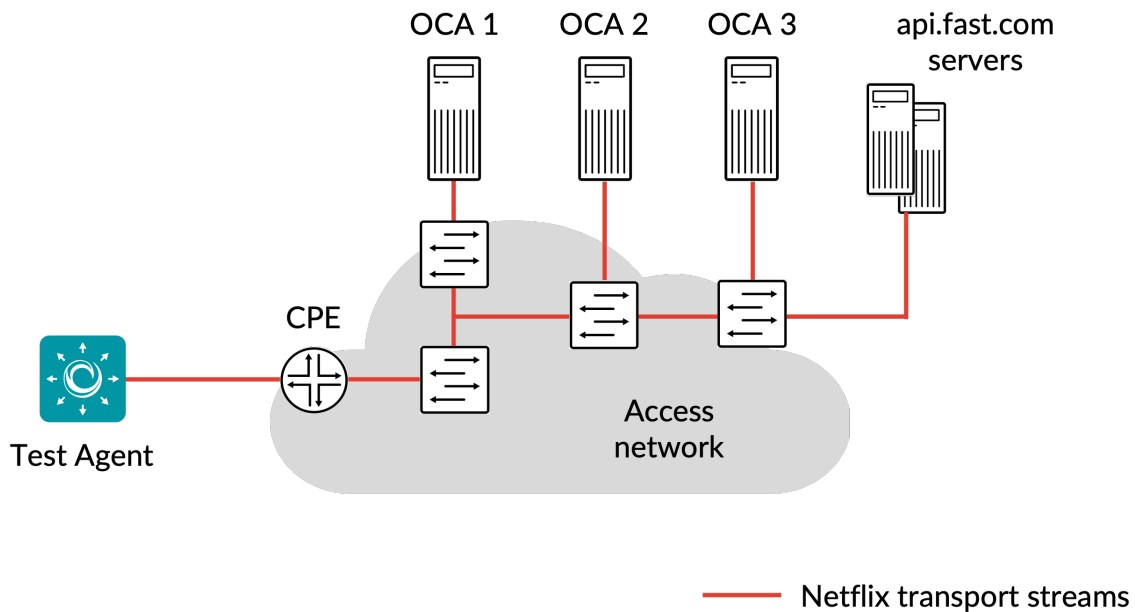 OCA 1
OCA 2
OCA 3
api.fast.com
servers
CPE
Test Agent
Access
network
Netflix transport streams